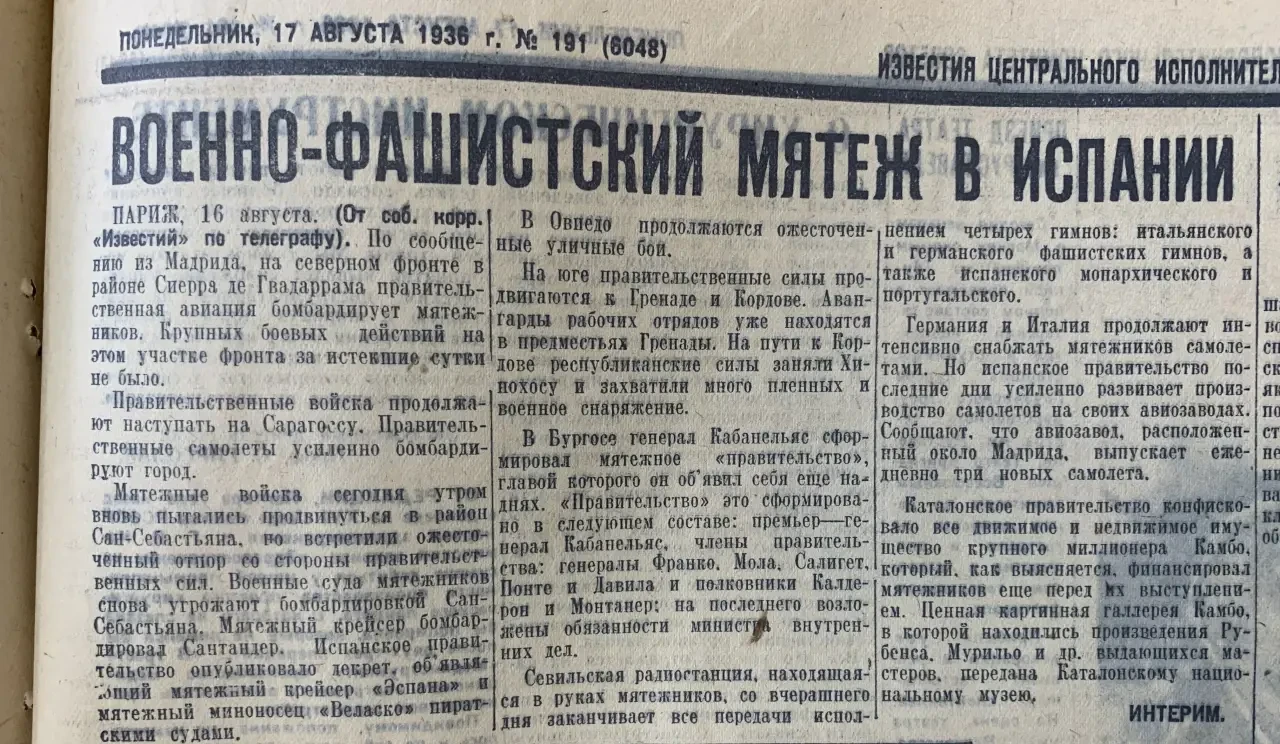 ПОНЕДЕЛЬНИК, 17 АВГУСТА 1936 г. № 191 (6048)
ИЗВЕСТИЯ ЦЕНТРАЛЬНОГО ИСПОЛНИТЕЛ
ВОЕННО-ФАШИСТСКИЙ МЯТЕЖ В ИСПАНИИ
ПАРИЖ, 16 августа. (От соб. корр.
«Известий» по телеграфу). По сообще-
нию из Мадрида, на северном фронте в
районе Сиерра де Гвадаррама правитель-
ственная авиация бомбардирует мятеж-
ников. Крупных боевых действий на
этом участке фронта за истекшие сутки
не было.
Правительственные войска продолжа-
ют наступать на Сарагоссу. Правитель-
ственные самолеты усиленно бомбарди-
руют город.
Мятежные войска сегодня утром
вновь пытались продвинуться в район
Сан-Себастьяна, но встретили ожесто-
ченный отпор со стороны правительст-
венных сил. Военные суда мятежников
снова угрожают бомбардировкой Сан-
Себастьяна. Мятежный крейсер бомбар-
дировал Сантандер. Испанское прави-
тельство опубликовало декрет, об'явля-
ющий мятежный крейсер «Эспана» и
мятежный миноносец «Веласко» пират-
скими судами.
В Овиедо продолжаются ожесточен-
ные уличные бои.
На юге правительственные силы про-
двигаются к Гренаде и Кордове. Аван-
гарды рабочих отрядов уже находятся
в предместьях Гренады. На пути к Кор-
дове республиканские силы заняли Хи-
нохосу и захватили много пленных и
военное снаряжение.
В Бургосе генерал Кабанельяс сфор-
мировал мятежное «правительство»,
главой которого он об'явил себя еще на-
днях. «Правительство» это сформирова-
но в следующем составе: премьер—ге-
нерал Кабанельяс, члены правитель-
ства: генералы Франко, Мола, Салигет,
Понте и Давила и полковники Калде-
рон и Монтанер; на последнего возло-
жены обязанности министра внутрен-
них дел.
Севильская радиостанция, находящая-
ся в руках мятежников, со вчерашнего
дня заканчивает все передачи испол-
нением четырех гимнов: итальянского
и германского фашистских гимнов, а
также испанского монархического и
португальского.
Германия и Италия продолжают ин-
тенсивно снабжать мятежников самоле-
тами. Но испанское правительство по-
следние дни усиленно развивает произ-
водство самолетов на своих авиозаводах.
Сообщают, что авиозавод, расположен-
ный около Мадрида, выпускает еже-
дневно три новых самолета.
Каталонское правительство конфиско-
вало все движимое и недвижимое иму-
щество крупного миллионера Камбо,
который, как выясняется, финансировал
мятежников еще перед их выступлени-
ем. Ценная картинная галлерея Камбо,
в которой находились произведения Ру-
бенса, Мурильо и др. выдающихся ма-
стеров, передана Каталонскому нацио-
нальному музею.
ИНТЕРИМ.